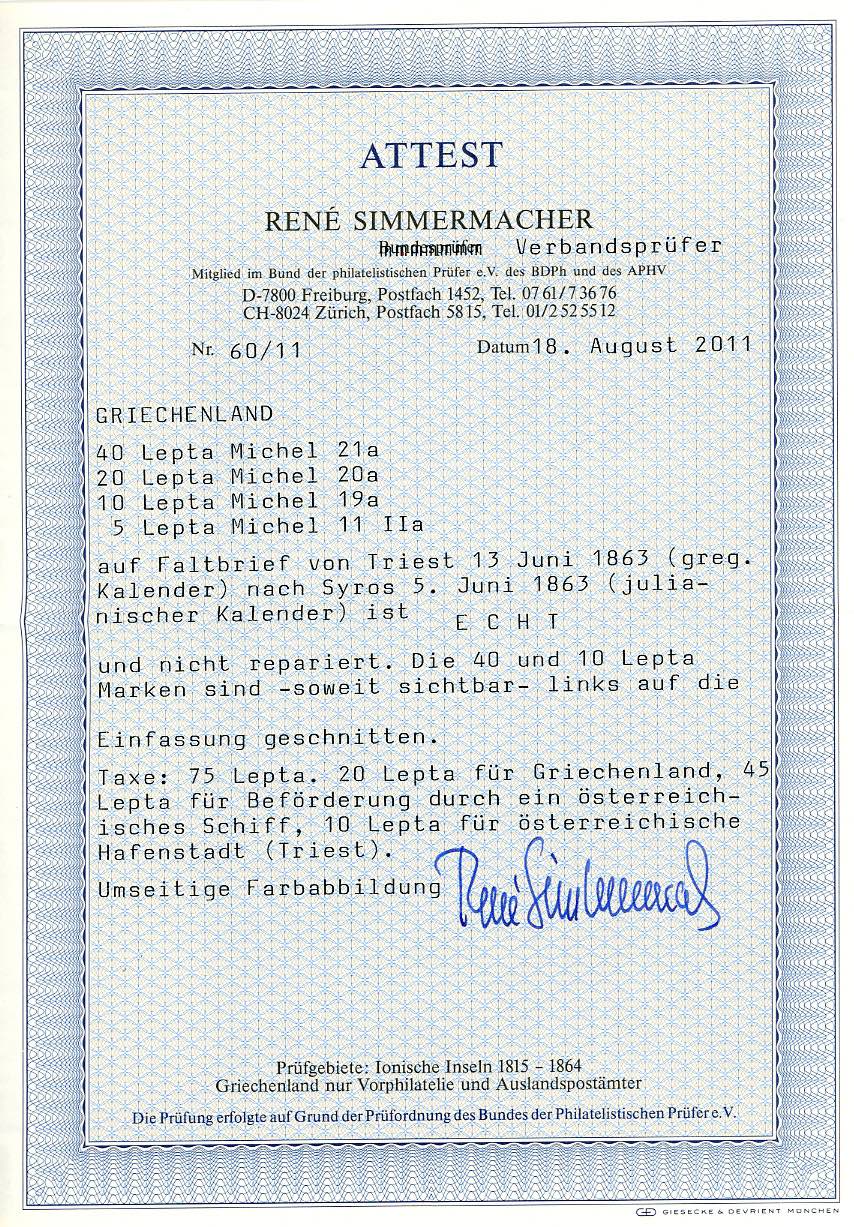 ATTEST
RENÉ SIMMERMACHER
Bundesprüfer Verbandsprüfer
Mitglied im Bund der philatelistischen Prüfer e.V. des BDPh und des APHV
D-7800 Freiburg, Postfach 1452, Tel. 0761/73676
CH-8024 Zürich, Postfach 5815, Tel. 01/2525512
Nr. 60/11 Datum 18. August 2011
GRIECHENLAND
40 Lepta Michel 21a
20 Lepta Michel 20a
10 Lepta Michel 19a
5 Lepta Michel 11 IIa
auf Faltbrief von Triest 13 Juni 1863 (greg.
Kalender) nach Syros 5. Juni 1863 (julia-
nischer Kalender) ist E C H T
und nicht repariert. Die 40 und 10 Lepta
Marken sind -soweit sichtbar- links auf die
Einfassung geschnitten.
Taxe: 75 Lepta. 20 Lepta für Griechenland, 45
Lepta für Beförderung durch ein österreich-
isches Schiff, 10 Lepta für österreichische
Hafenstadt (Triest).
Umseitige Farbabbildung René Simmermacher
Prüfgebiete: Ionische Inseln 1815 – 1864
Griechenland nur Vorphilatelie und Auslandspostämter
Die Prüfung erfolgte auf Grund der Prüfordnung des Bundes der Philatelistischen Prüfer e.V.
GIESECKE & DEVRIENT MÜNCHEN